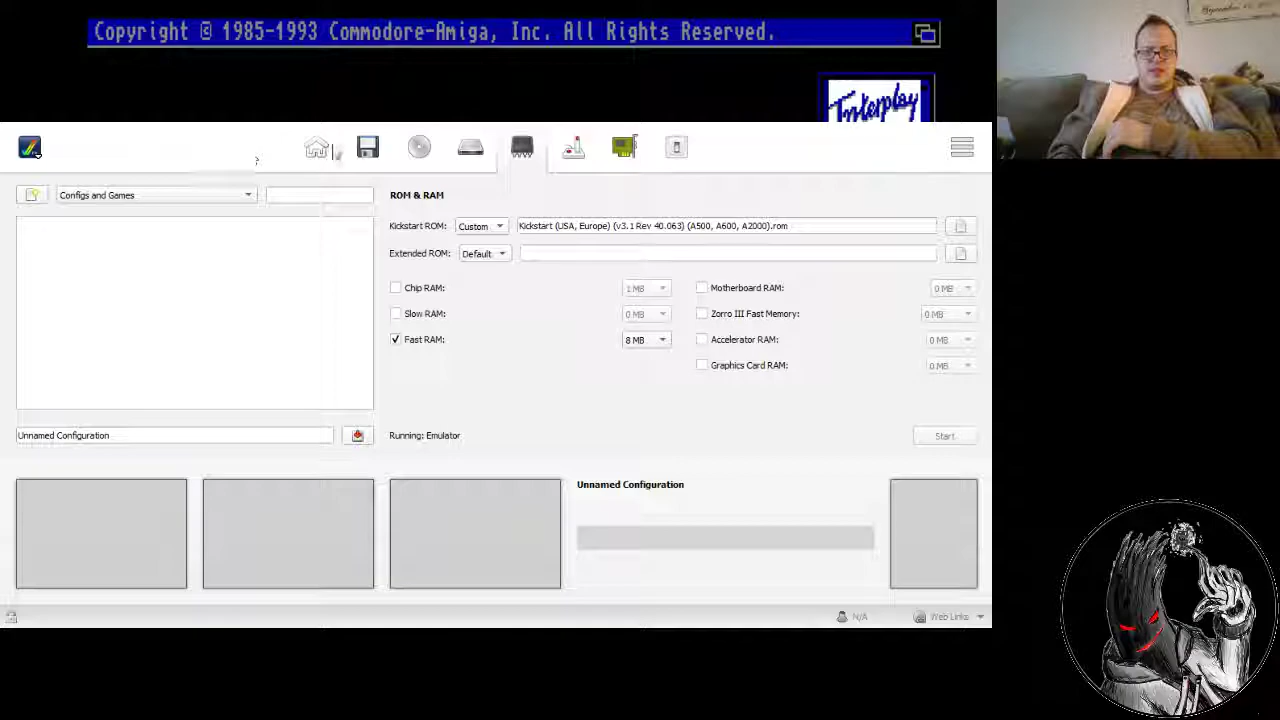 Copyright © 1985-1993 Commodore-Amiga, Inc. All Rights Reserved.
Interplay
Configs and Games
ROM & RAM
Kickstart ROM: Custom Kickstart (USA, Europe) (v3.1 Rev 40.063) (A500, A600, A2000).rom
Extended ROM: Default
Chip RAM: 1 MB Motherboard RAM: 0 MB
Slow RAM: 0 MB Zorro III Fast Memory: 0 MB
Fast RAM: 8 MB Accelerator RAM: 0 MB
Graphics Card RAM: 0 MB
Unnamed Configuration Running: Emulator Start
Unnamed Configuration
N/A Web Links